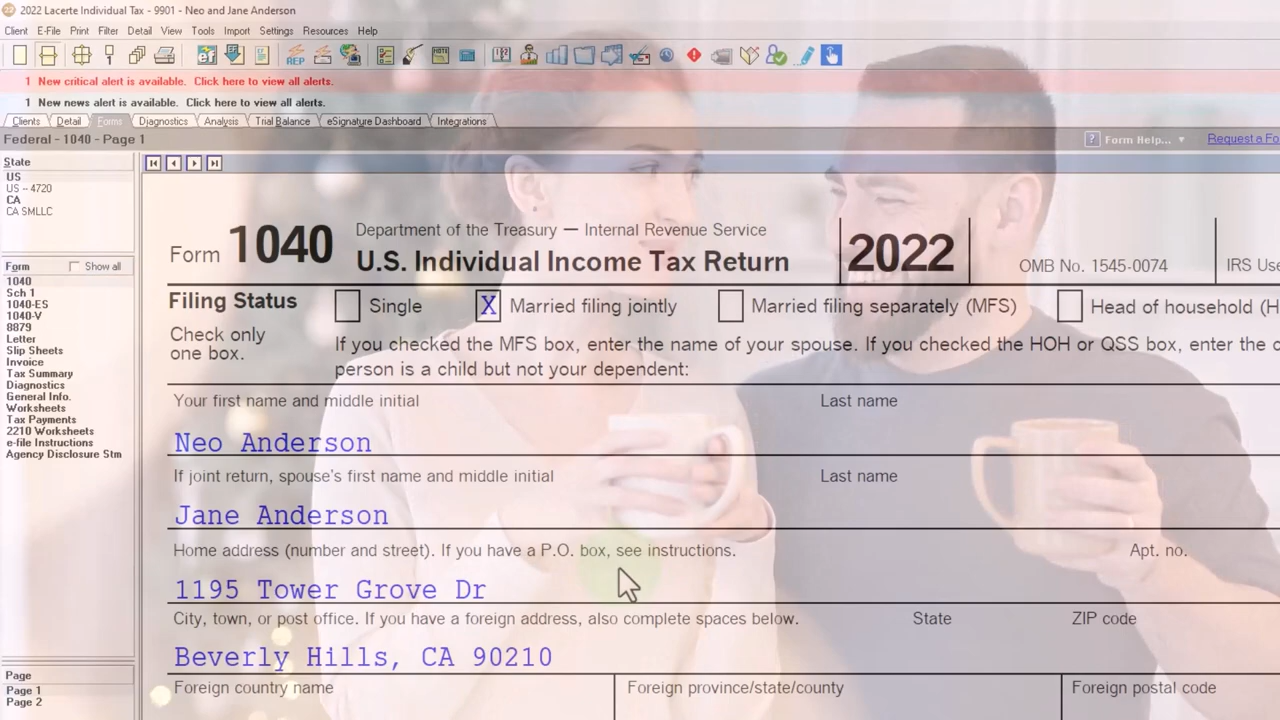 2022 Lacerte Individual Tax - 9901 - Neo and Jane Anderson
Client E-File Print Filter Detail View Tools Import Settings Resources Help
1 New critical alert is available. Click here to view all alerts.
1 New news alert is available. Click here to view all alerts.
Clients Detail Forms Diagnostics Analysis Trial Balance eSignature Dashboard Integrations
Federal - 1040 - Page 1
? Form Help... Request a Fo
State
US
US -- 4720
CA
CA SMLLC
Form Show all
1040
Sch 1
1040-ES
1040-V
8879
Letter
Slip Sheets
Invoice
Tax Summary
Diagnostics
General Info.
Worksheets
Tax Payments
2210 Worksheets
e-file Instructions
Agency Disclosure Stm
Page
Page 1
Page 2
Form 1040
Department of the Treasury — Internal Revenue Service
U.S. Individual Income Tax Return
2022
OMB No. 1545-0074
IRS Use
Filing Status
Check only
one box.
Single X Married filing jointly Married filing separately (MFS) Head of household (H
If you checked the MFS box, enter the name of your spouse. If you checked the HOH or QSS box, enter the c
person is a child but not your dependent:
Your first name and middle initial Last name
Neo Anderson
If joint return, spouse's first name and middle initial Last name
Jane Anderson
Home address (number and street). If you have a P.O. box, see instructions. Apt. no.
1195 Tower Grove Dr
City, town, or post office. If you have a foreign address, also complete spaces below. State ZIP code
Beverly Hills, CA 90210
Foreign country name Foreign province/state/county Foreign postal code